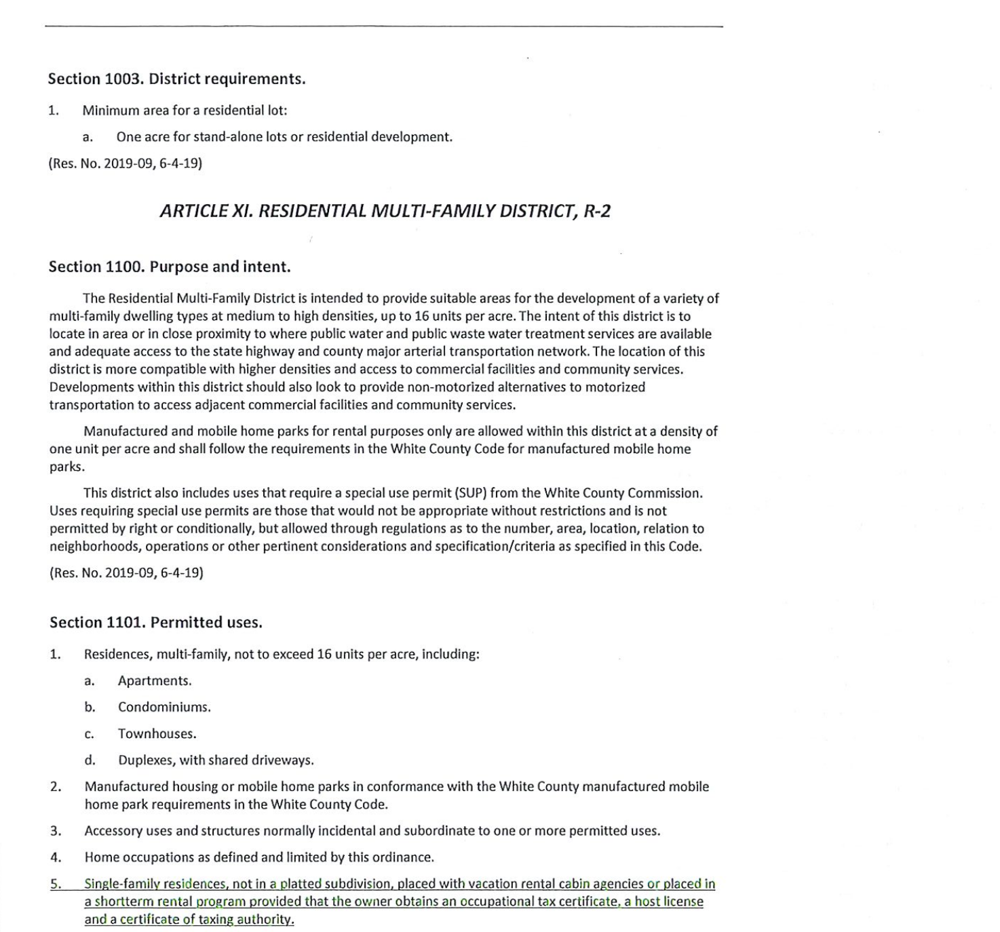 Section 1003. District requirements.
1. Minimum area for a residential lot:
a. One acre for stand-alone lots or residential development.
(Res. No. 2019-09, 6-4-19)
ARTICLE XI. RESIDENTIAL MULTI-FAMILY DISTRICT, R-2
Section 1100. Purpose and intent.
The Residential Multi-Family District is intended to provide suitable areas for the development of a variety of
multi-family dwelling types at medium to high densities, up to 16 units per acre. The intent of this district is to
locate in area or in close proximity to where public water and public waste water treatment services are available
and adequate access to the state highway and county major arterial transportation network. The location of this
district is more compatible with higher densities and access to commercial facilities and community services.
Developments within this district should also look to provide non-motorized alternatives to motorized
transportation to access adjacent commercial facilities and community services.
Manufactured and mobile home parks for rental purposes only are allowed within this district at a density of
one unit per acre and shall follow the requirements in the White County Code for manufactured mobile home
parks.
This district also includes uses that require a special use permit (SUP) from the White County Commission.
Uses requiring special use permits are those that would not be appropriate without restrictions and is not
permitted by right or conditionally, but allowed through regulations as to the number, area, location, relation to
neighborhoods, operations or other pertinent considerations and specification/criteria as specified in this Code.
(Res. No. 2019-09, 6-4-19)
Section 1101. Permitted uses.
1. Residences, multi-family, not to exceed 16 units per acre, including:
a. Apartments.
b. Condominiums.
c. Townhouses.
d. Duplexes, with shared driveways.
2. Manufactured housing or mobile home parks in conformance with the White County manufactured mobile
home park requirements in the White County Code.
3. Accessory uses and structures normally incidental and subordinate to one or more permitted uses.
4. Home occupations as defined and limited by this ordinance.
5. Single-family residences, not in a platted subdivision, placed with vacation rental cabin agencies or placed in
a shortterm rental program provided that the owner obtains an occupational tax certificate, a host license
and a certificate of taxing authority.